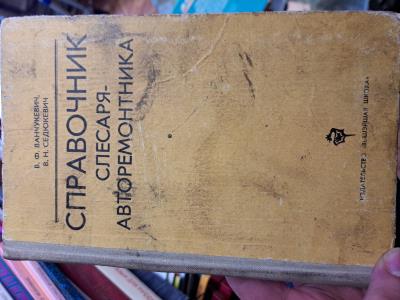 В. Ф. ВАНЧУКЕВИЧ,
В. Н. СЕДЮКЕВИЧ
СПРАВОЧНИК
СЛЕСАРЯ-
АВТОРЕМОНТНИКА
ИЗДАТЕЛЬСТВО «ВЫШЭЙШАЯ ШКОЛА»